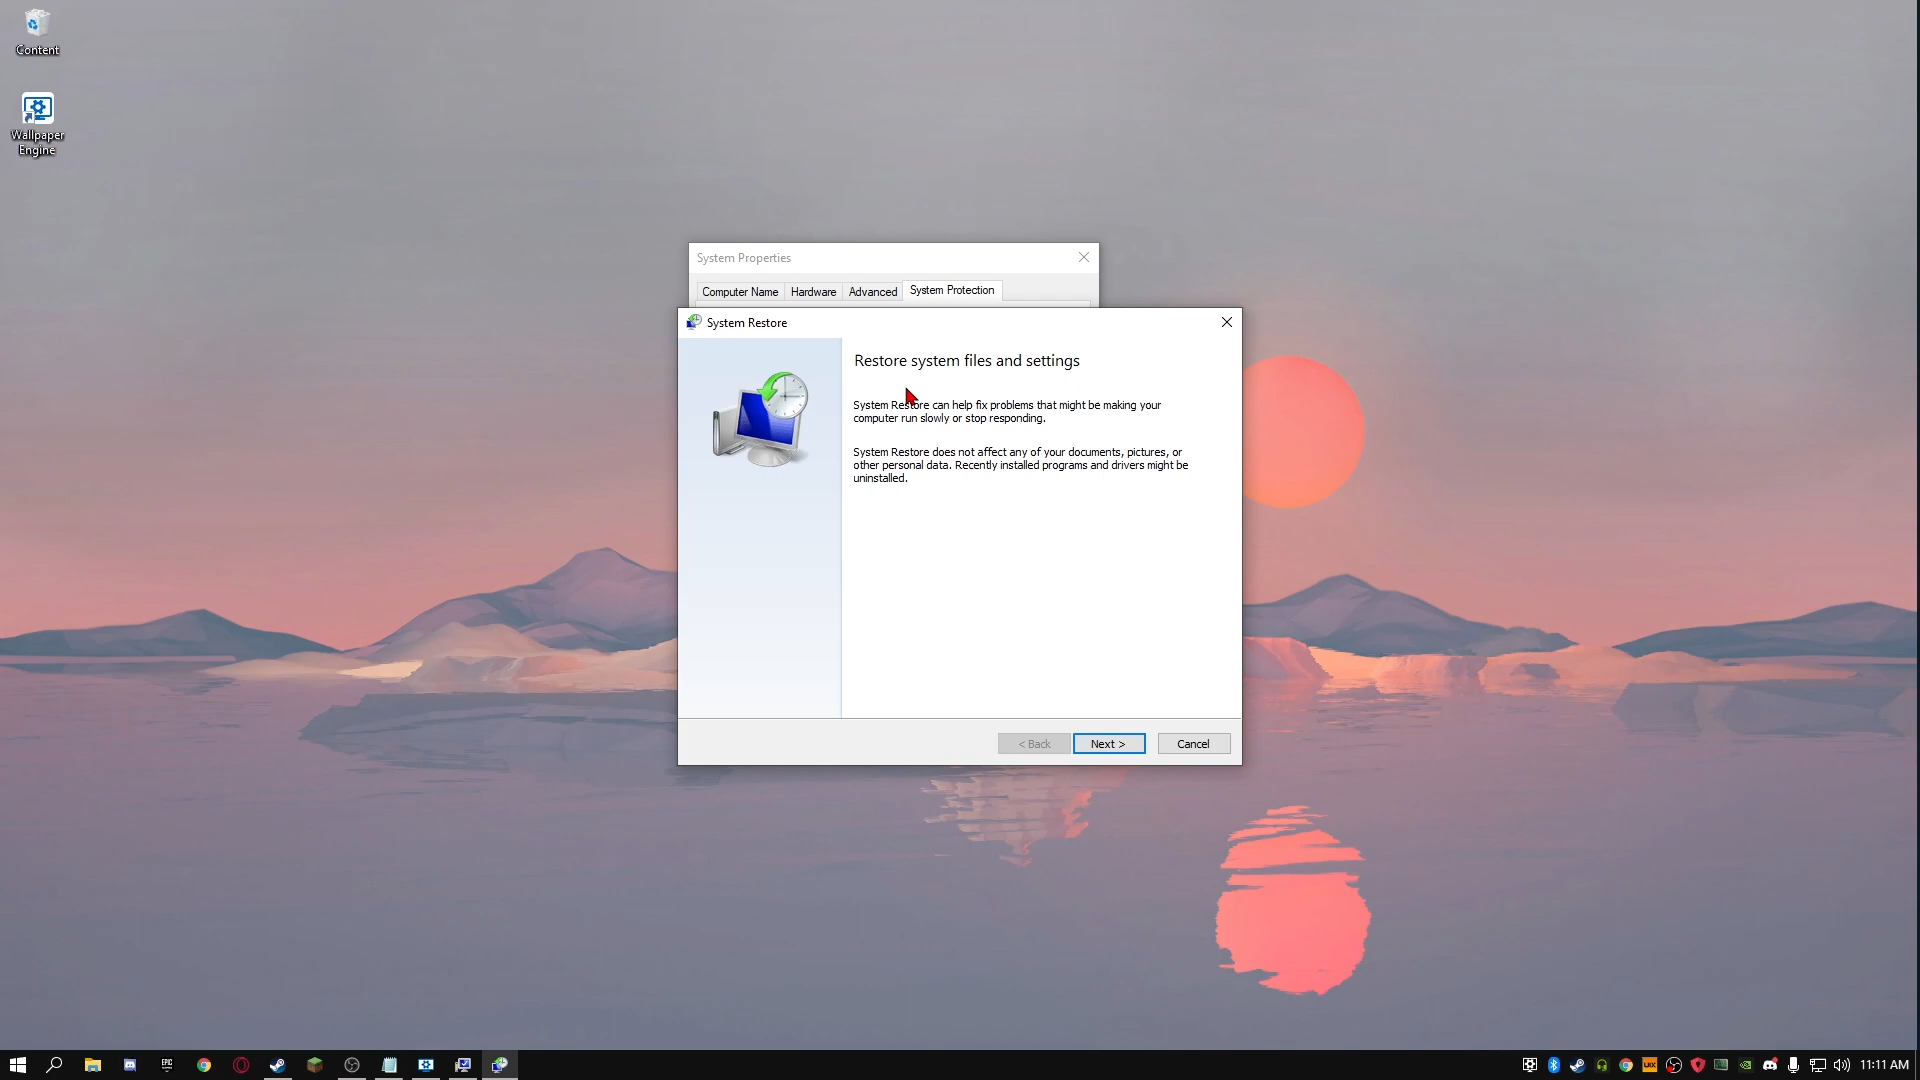 Content
Wallpaper
Engine
System Properties
Computer Name
Hardware
Advanced
System Protection
System Restore
Restore system files and settings
System Restore can help fix problems that might be making your
computer run slowly or stop responding.
System Restore does not affect any of your documents, pictures, or
other personal data. Recently installed programs and drivers might be
uninstalled.
< Back
Next >
Cancel
EPIC
11:11 AM